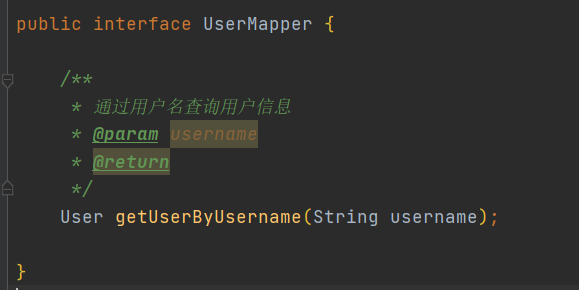 public interface UserMapper {
/**
* 通过用户名查询用户信息
* @param username
* @return
*/
User getUserByUsername(String username);
}